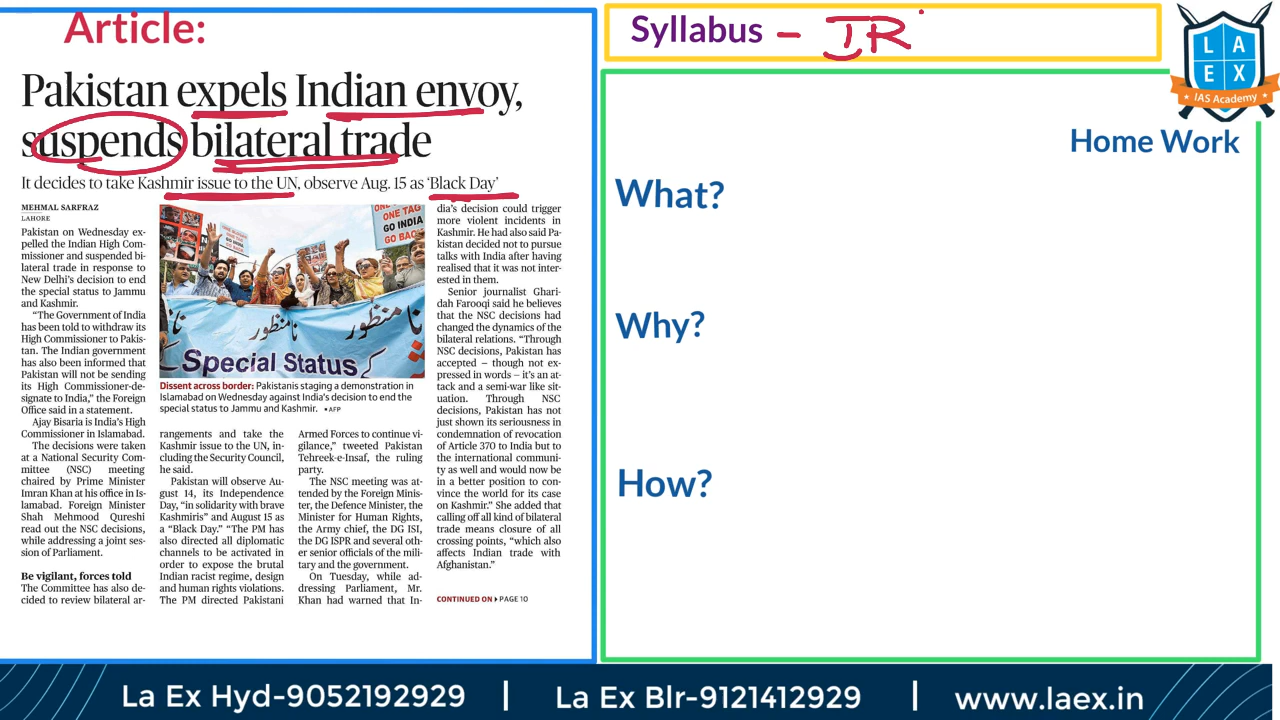 Article:
Pakistan expels Indian envoy,
suspends bilateral trade
It decides to take Kashmir issue to the UN, observe Aug. 15 as ‘Black Day’
MEHMAL SARFRAZ
LAHORE
Pakistan on Wednesday ex-
pelled the Indian High Com-
missioner and suspended bi-
lateral trade in response to
New Delhi’s decision to end
the special status to Jammu
and Kashmir.
“The Government of India
has been told to withdraw its
High Commissioner to Pakis-
tan. The Indian government
has also been informed that
Pakistan will not be sending
its High Commissioner-de-
signate to India,” the Foreign
Office said in a statement.
Ajay Bisaria is India’s High
Commissioner in Islamabad.
The decisions were taken
at a National Security Com-
mittee (NSC) meeting
chaired by Prime Minister
Imran Khan at his office in Is-
lamabad. Foreign Minister
Shah Mehmood Qureshi
read out the NSC decisions,
while addressing a joint ses-
sion of Parliament.
Be vigilant, forces told
The Committee has also de-
cided to review bilateral ar-
ONE TAG
GO INDIA
GO BACK
نامنظور
نامنظور
Special Status
Dissent across border: Pakistanis staging a demonstration in
Islamabad on Wednesday against India’s decision to end the
special status to Jammu and Kashmir. • AFP
rangements and take the
Kashmir issue to the UN, in-
cluding the Security Council,
he said.
Pakistan will observe Au-
gust 14, its Independence
Day, “in solidarity with brave
Kashmiris” and August 15 as
a “Black Day.” “The PM has
also directed all diplomatic
channels to be activated in
order to expose the brutal
Indian racist regime, design
and human rights violations.
The PM directed Pakistani
Armed Forces to continue vi-
gilance,” tweeted Pakistan
Tehreek-e-Insaf, the ruling
party.
The NSC meeting was at-
tended by the Foreign Minis-
ter, the Defence Minister, the
Minister for Human Rights,
the Army chief, the DG ISI,
the DG ISPR and several oth-
er senior officials of the mili-
tary and the government.
On Tuesday, while ad-
dressing Parliament, Mr.
Khan had warned that In-
dia’s decision could trigger
more violent incidents in
Kashmir. He had also said Pa-
kistan decided not to pursue
talks with India after having
realised that it was not inter-
ested in them.
Senior journalist Ghari-
dah Farooqi said he believes
that the NSC decisions had
changed the dynamics of the
bilateral relations. “Through
NSC decisions, Pakistan has
accepted – though not ex-
pressed in words – it’s an at-
tack and a semi-war like sit-
uation. Through NSC
decisions, Pakistan has not
just shown its seriousness in
condemnation of revocation
of Article 370 to India but to
the international communi-
ty as well and would now be
in a better position to con-
vince the world for its case
on Kashmir.” She added that
calling off all kind of bilateral
trade means closure of all
crossing points, “which also
affects Indian trade with
Afghanistan.”
CONTINUED ON ▸ PAGE 10
Syllabus – IR
LA
EX
IAS Academy
Home Work
What?
Why?
How?
La Ex Hyd-9052192929 | La Ex Blr-9121412929 | www.laex.in